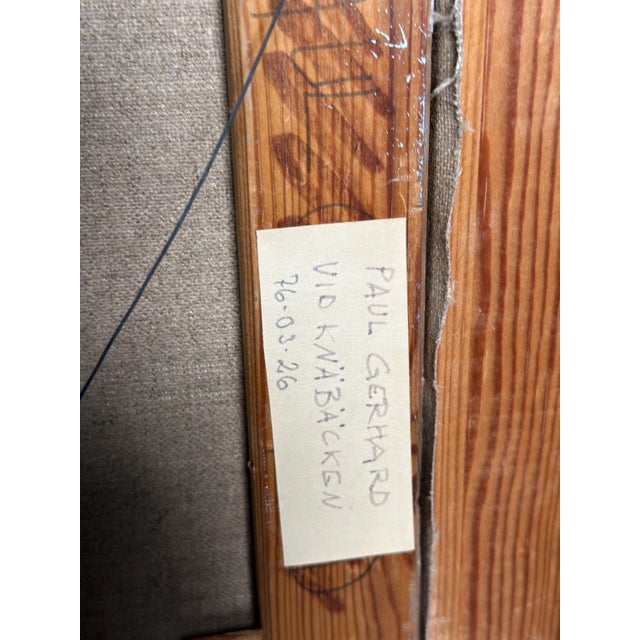 PAUL GERHARD
VID KNÄBÄCKEN
76-03-26